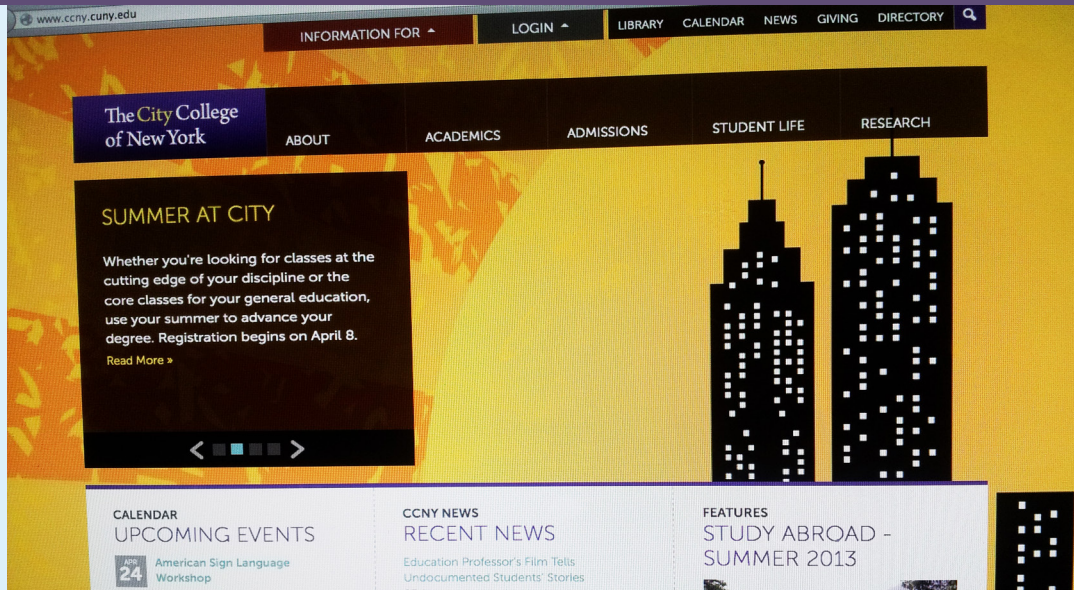 www.ccny.cuny.edu
INFORMATION FOR
LOGIN
LIBRARY CALENDAR NEWS GIVING DIRECTORY
The City College
of New York
ABOUT ACADEMICS ADMISSIONS STUDENT LIFE RESEARCH
SUMMER AT CITY
Whether you're looking for classes at the
cutting edge of your discipline or the
core classes for your general education,
use your summer to advance your
degree. Registration begins on April 8.
Read More »
CALENDAR
UPCOMING EVENTS
APR
24
American Sign Language
Workshop
CCNY NEWS
RECENT NEWS
Education Professor's Film Tells
Undocumented Students' Stories
FEATURES
STUDY ABROAD -
SUMMER 2013